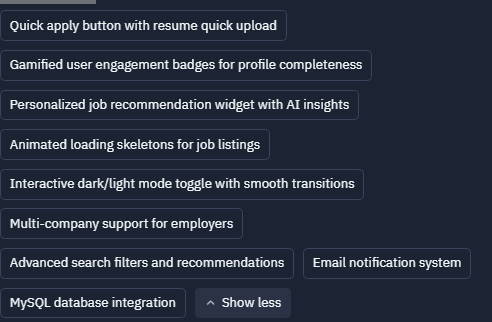 Quick apply button with resume quick upload
Gamified user engagement badges for profile completeness
Personalized job recommendation widget with AI insights
Animated loading skeletons for job listings
Interactive dark/light mode toggle with smooth transitions
Multi-company support for employers
Advanced search filters and recommendations Email notification system
MySQL database integration Show less